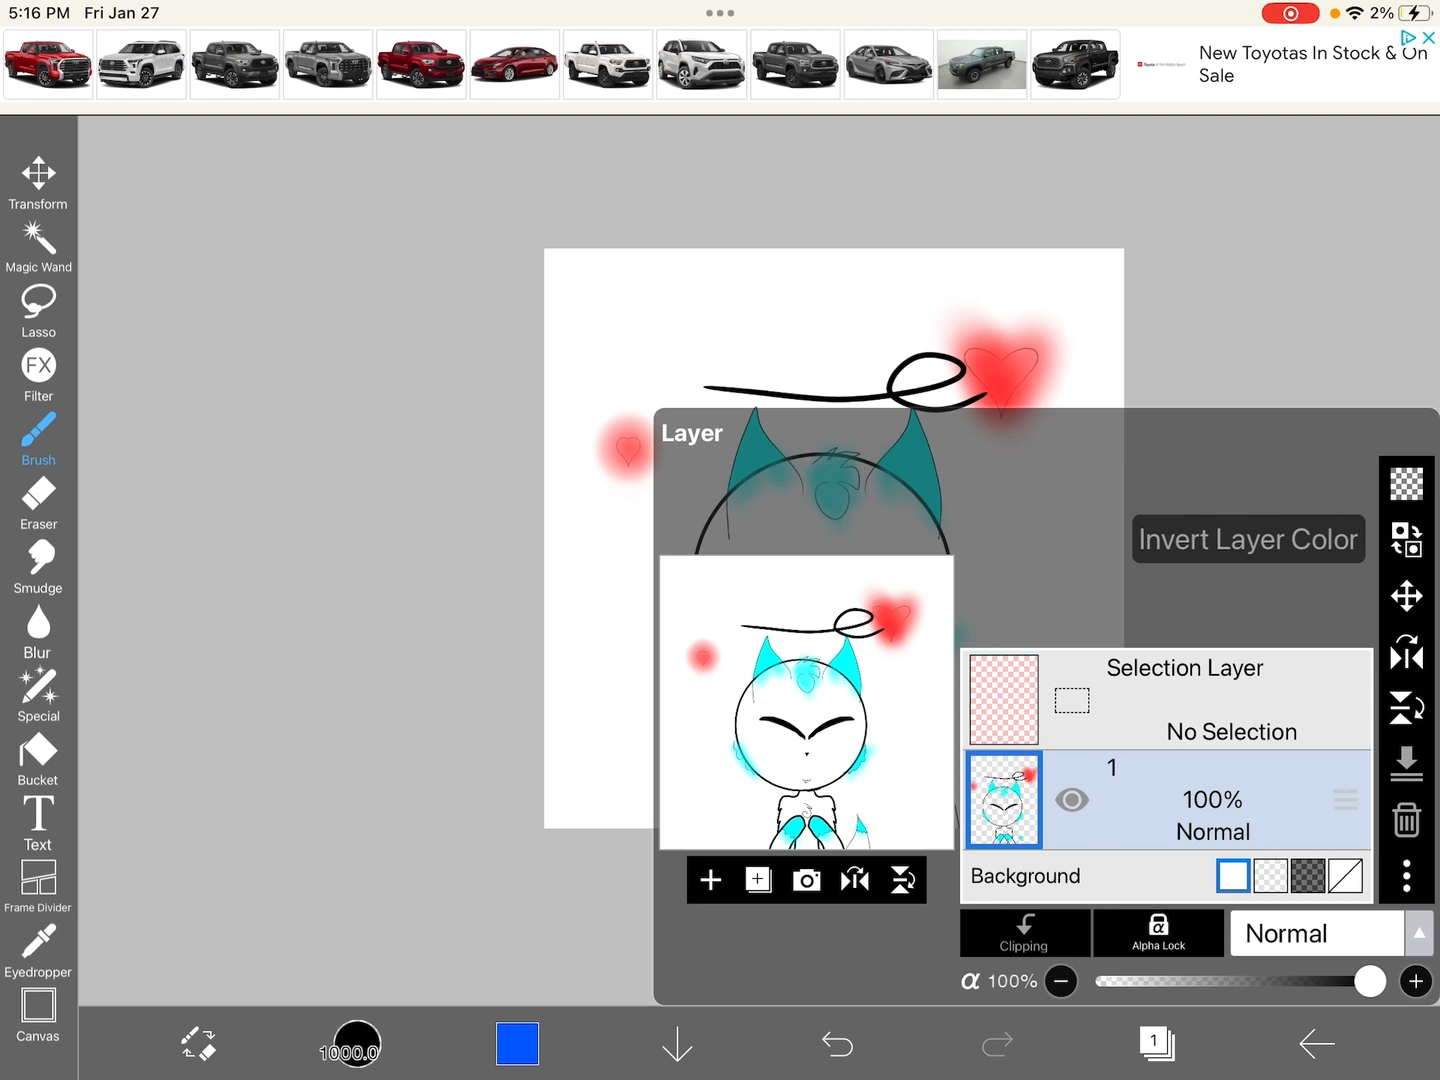 5:16 PM Fri Jan 27
2%
New Toyotas In Stock & On
Sale
Transform
Magic Wand
Lasso
FX
Filter
Brush
Eraser
Smudge
Blur
Special
Bucket
T
Text
Frame Divider
Eyedropper
Canvas
Layer
Invert Layer Color
Selection Layer
No Selection
1
100%
Normal
Background
Clipping
α
Alpha Lock
Normal
α 100%
1000.0
1